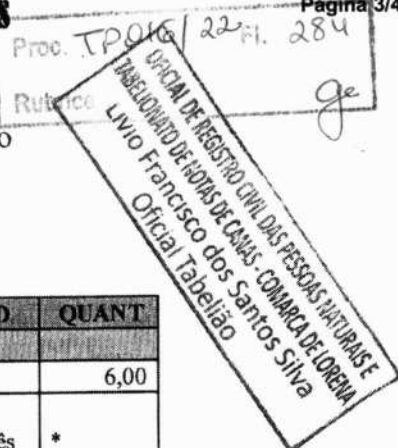 S
Página 3/4
Proc. TP016/22 Fl. 284
Rubrica
O
OFICIAL DE REGISTRO CIVIL DAS PESSOAS NATURAIS E
TABELIONATO DE NOTAS DE CANAS - COMARCA DE LORENA
Livio Francisco dos Santos Silva
Oficial Tabelião
D QUANT
6,00
ês *